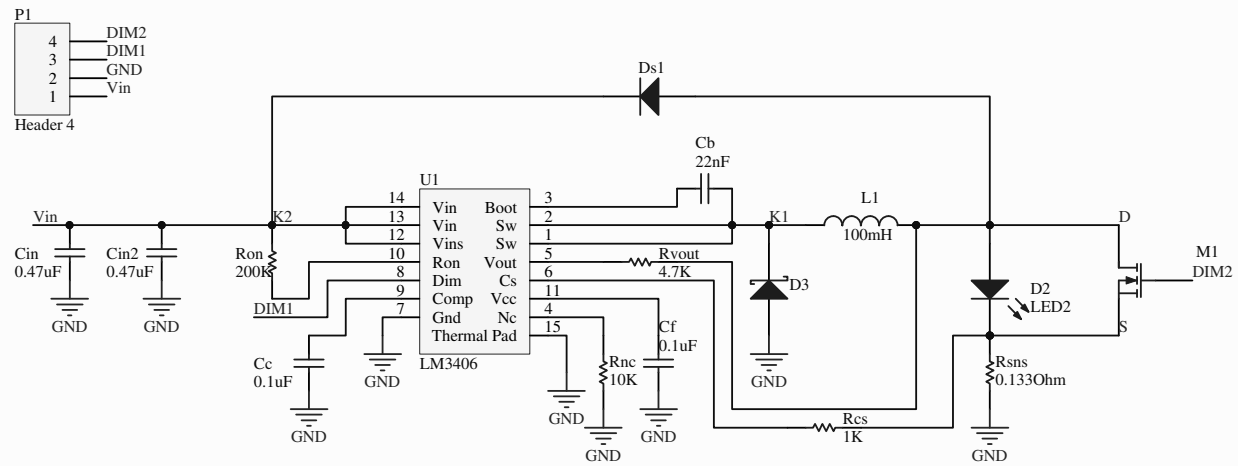 P1
4 DIM2
3 DIM1
2 GND
1 Vin
Header 4
Ds1
Cb
22nF
U1
14 Vin Boot 3
13 Vin Sw 2
12 Vins Sw 1
10 Ron Vout 5
8 Dim Cs 6
9 Comp Vcc 11
7 Gnd Nc 4
Thermal Pad 15
LM3406
Vin
K2
Cin
0.47uF
GND
Cin2
0.47uF
GND
Ron
200K
DIM1
Cc
0.1uF
GND
GND
GND
Rnc
10K
GND
Cf
0.1uF
GND
Rvout
4.7K
K1
D3
GND
L1
100mH
Rcs
1K
D2
LED2
Rsns
0.133Ohm
GND
D
M1
DIM2
S